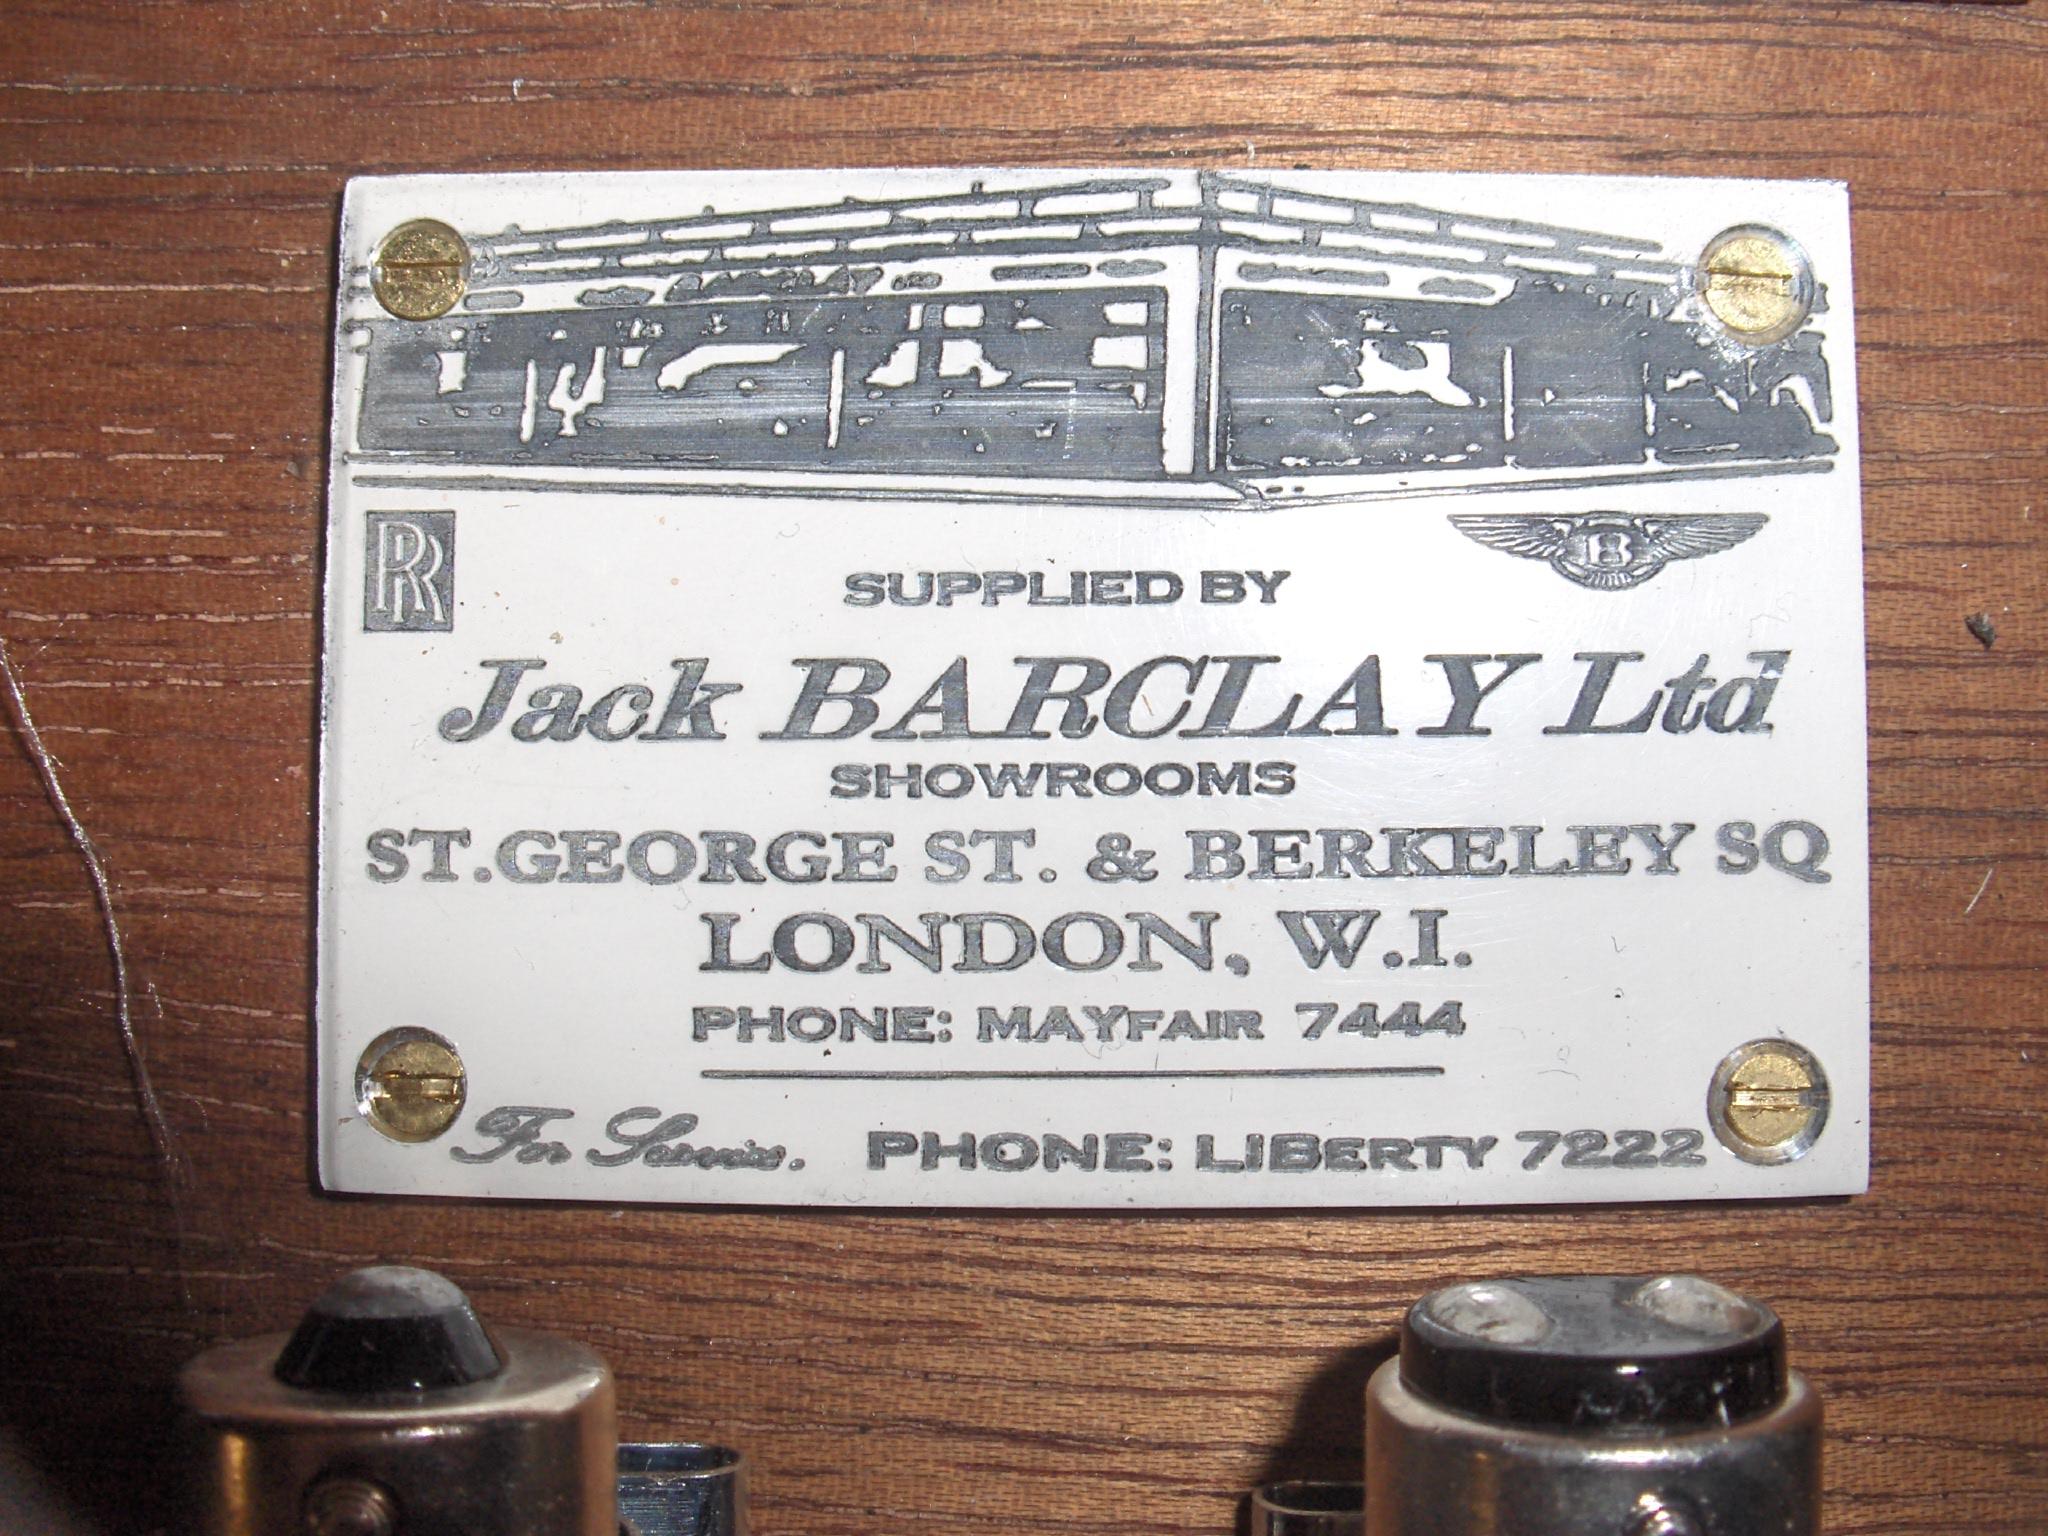 RR
B
SUPPLIED BY
Jack BARCLAY Ltd
SHOWROOMS
ST. GEORGE ST. & BERKELEY SQ
LONDON, W.I.
PHONE: MAYFAIR 7444
For Service. PHONE: LIBERTY 7222